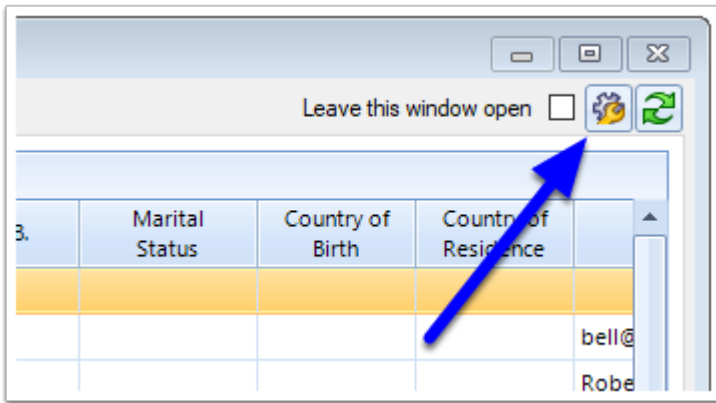 Leave this window open
B. Marital Country of Country of
Status Birth Residence
bell@
Robe